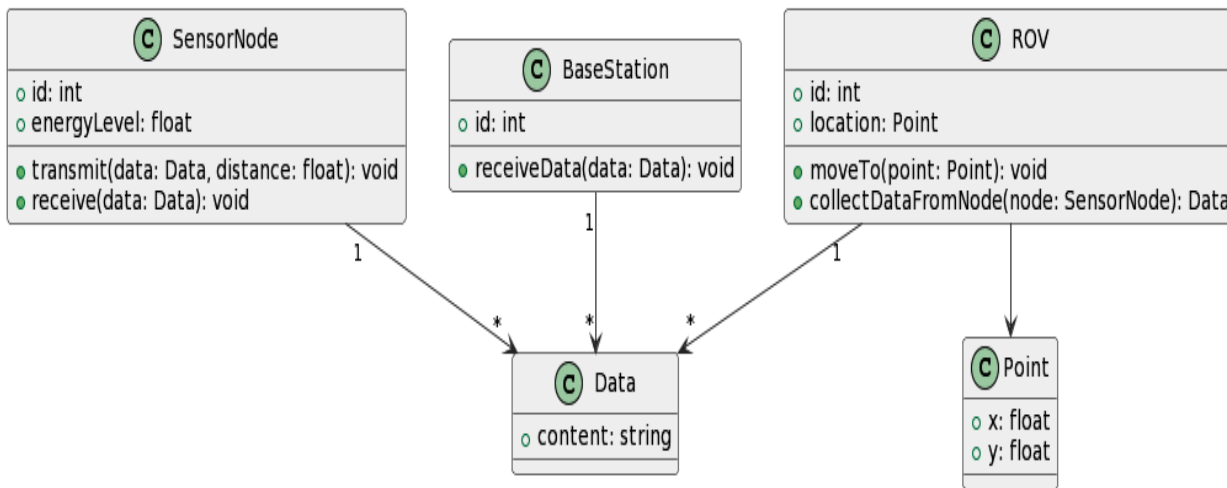 C SensorNode
id: int
energyLevel: float
transmit(data: Data, distance: float): void
receive(data: Data): void
C BaseStation
id: int
receiveData(data: Data): void
C ROV
id: int
location: Point
moveTo(point: Point): void
collectDataFromNode(node: SensorNode): Data
1
1
1
*
*
*
C Data
content: string
C Point
x: float
y: float